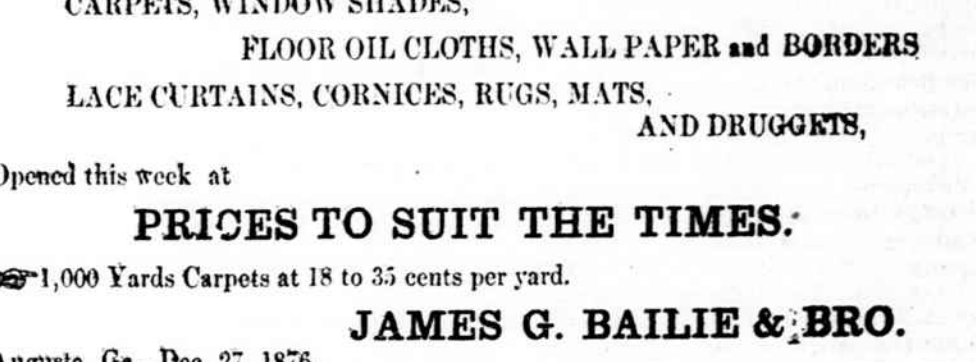 CARPETS, WINDOW SHADES,
FLOOR OIL CLOTHS, WALL PAPER and BORDERS
LACE CURTAINS, CORNICES, RUGS, MATS,
AND DRUGGETS,
Opened this week at
PRICES TO SUIT THE TIMES.
☞1,000 Yards Carpets at 18 to 35 cents per yard.
JAMES G. BAILIE & BRO.
Augusta, Ga., Dec. 27, 1876